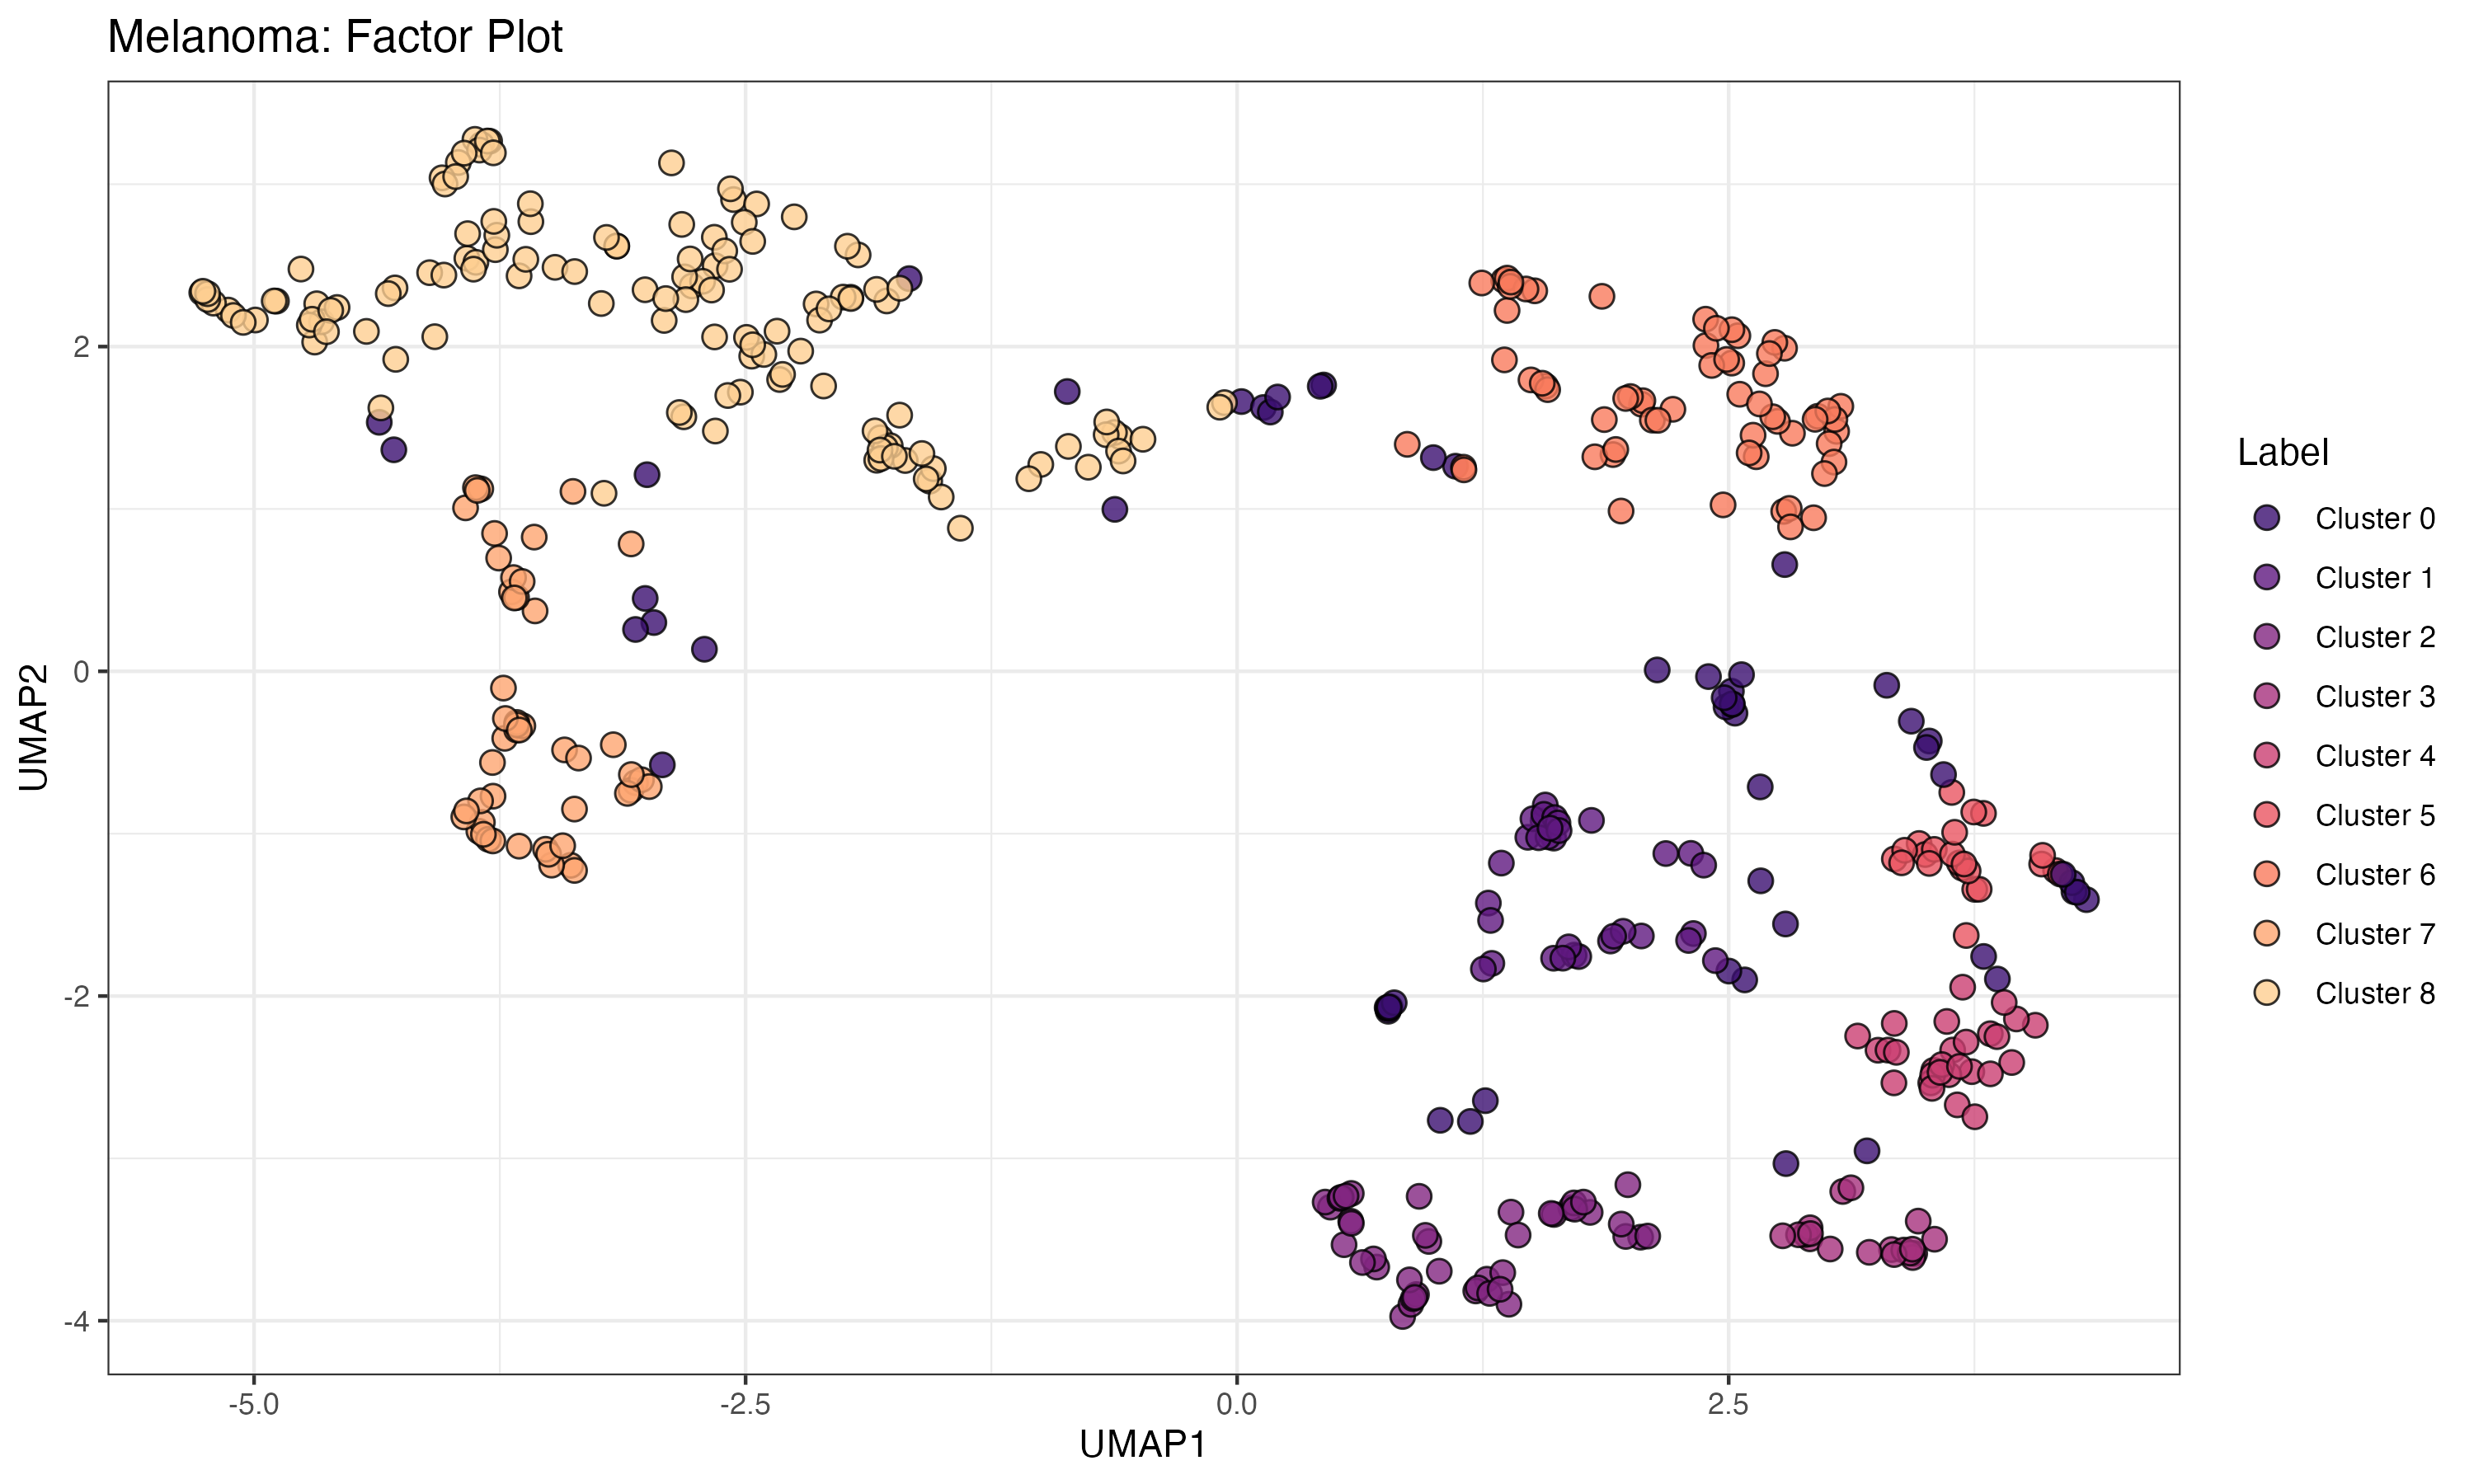 Melanoma: Factor Plot
UMAP2
2
0
-2
-4
-5.0
-2.5
0.0
2.5
UMAP1
Label
Cluster 0
Cluster 1
Cluster 2
Cluster 3
Cluster 4
Cluster 5
Cluster 6
Cluster 7
Cluster 8